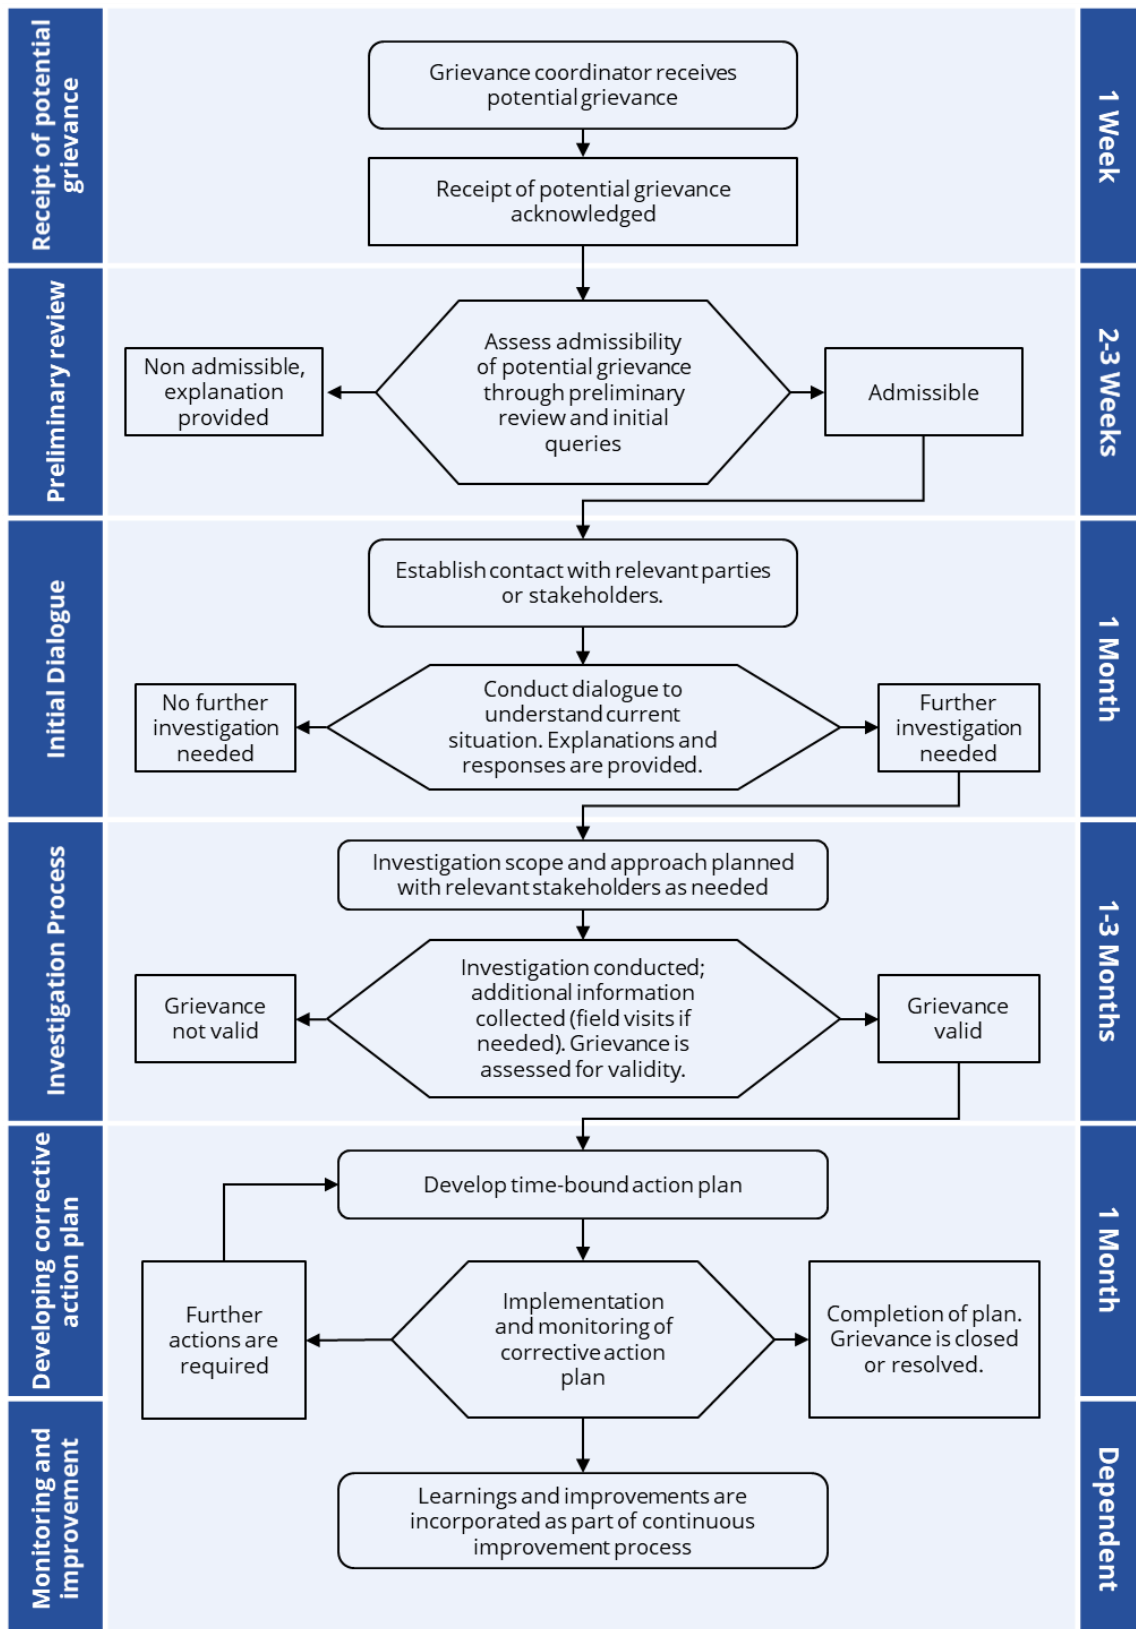 Receipt of potential
grievance
Grievance coordinator receives
potential grievance
Receipt of potential grievance
acknowledged
1 Week
Preliminary review
Non admissible,
explanation
provided
Assess admissibility
of potential grievance
through preliminary
review and initial
queries
Admissible
2-3 Weeks
Initial Dialogue
Establish contact with relevant parties
or stakeholders.
No further
investigation
needed
Conduct dialogue to
understand current
situation. Explanations and
responses are provided.
Further
investigation
needed
1 Month
Investigation Process
Investigation scope and approach planned
with relevant stakeholders as needed
Grievance
not valid
Investigation conducted;
additional information
collected (field visits if
needed). Grievance is
assessed for validity.
Grievance
valid
1-3 Months
Developing corrective
action plan
Develop time-bound action plan
Further
actions are
required
Implementation
and monitoring of
corrective action
plan
Completion of plan.
Grievance is closed
or resolved.
1 Month
Monitoring and
improvement
Learnings and improvements are
incorporated as part of continuous
improvement process
Dependent